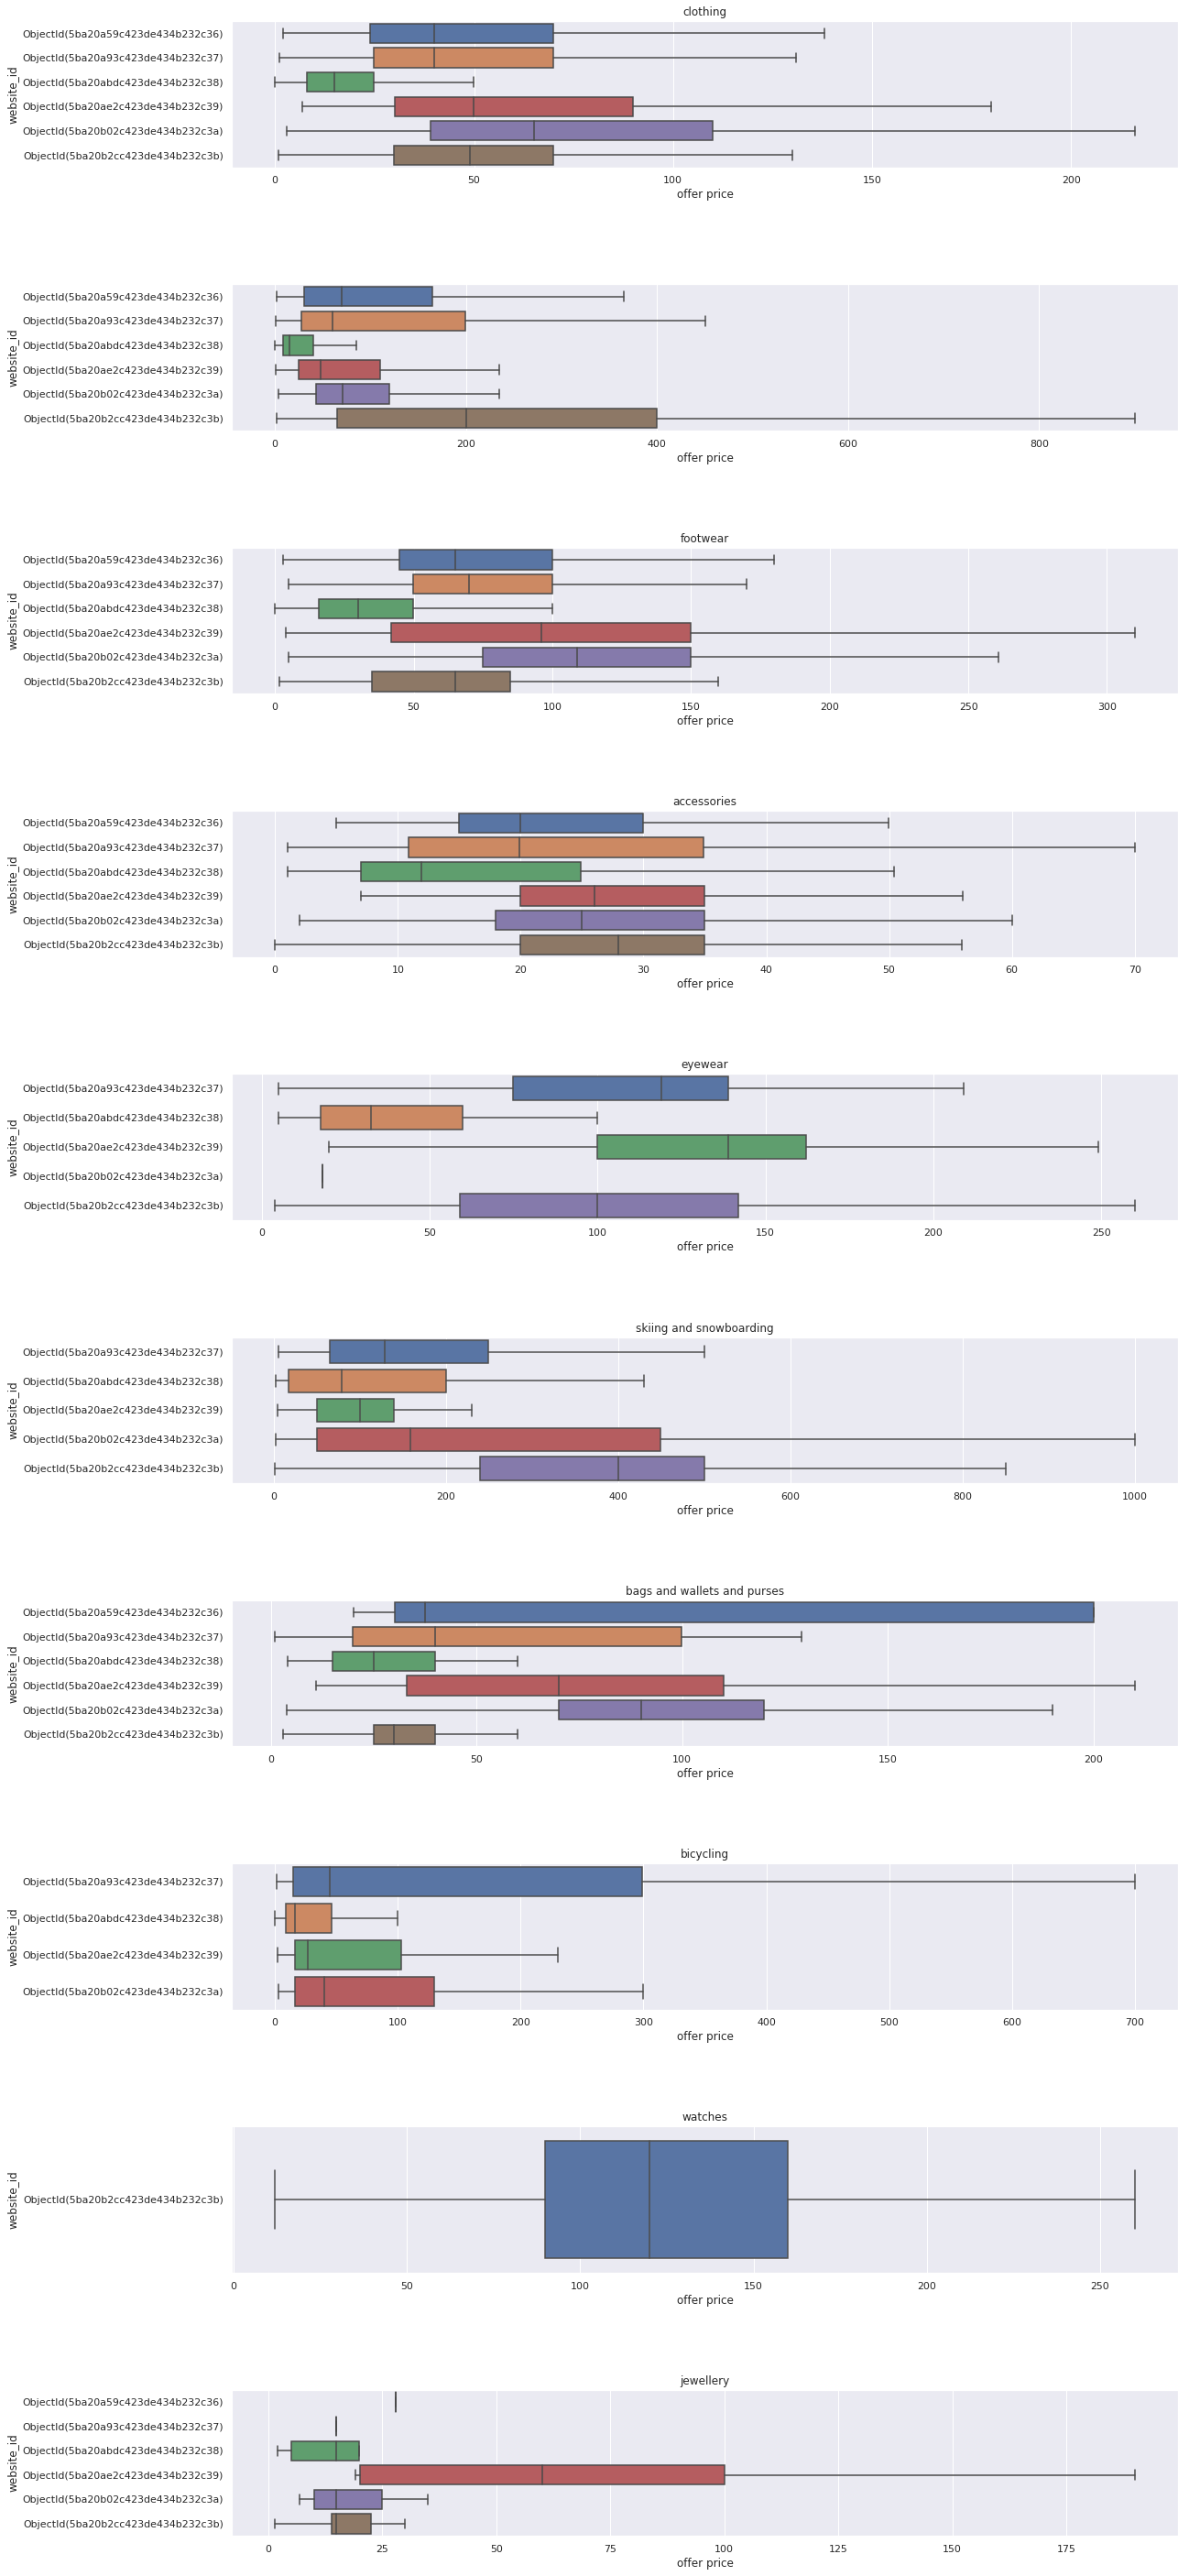 clothing
ObjectId(5ba20a59c423de434b232c36)
ObjectId(5ba20a93c423de434b232c37)
ObjectId(5ba20abdc423de434b232c38)
ObjectId(5ba20ae2c423de434b232c39)
ObjectId(5ba20b02c423de434b232c3a)
ObjectId(5ba20b2cc423de434b232c3b)
website_id
0 50 100 150 200
offer price
ObjectId(5ba20a59c423de434b232c36)
ObjectId(5ba20a93c423de434b232c37)
ObjectId(5ba20abdc423de434b232c38)
ObjectId(5ba20ae2c423de434b232c39)
ObjectId(5ba20b02c423de434b232c3a)
ObjectId(5ba20b2cc423de434b232c3b)
website_id
0 200 400 600 800
offer price
footwear
ObjectId(5ba20a59c423de434b232c36)
ObjectId(5ba20a93c423de434b232c37)
ObjectId(5ba20abdc423de434b232c38)
ObjectId(5ba20ae2c423de434b232c39)
ObjectId(5ba20b02c423de434b232c3a)
ObjectId(5ba20b2cc423de434b232c3b)
website_id
0 50 100 150 200 250 300
offer price
accessories
ObjectId(5ba20a59c423de434b232c36)
ObjectId(5ba20a93c423de434b232c37)
ObjectId(5ba20abdc423de434b232c38)
ObjectId(5ba20ae2c423de434b232c39)
ObjectId(5ba20b02c423de434b232c3a)
ObjectId(5ba20b2cc423de434b232c3b)
website_id
0 10 20 30 40 50 60 70
offer price
eyewear
ObjectId(5ba20a93c423de434b232c37)
ObjectId(5ba20abdc423de434b232c38)
ObjectId(5ba20ae2c423de434b232c39)
ObjectId(5ba20b02c423de434b232c3a)
ObjectId(5ba20b2cc423de434b232c3b)
website_id
0 50 100 150 200 250
offer price
skiing and snowboarding
ObjectId(5ba20a93c423de434b232c37)
ObjectId(5ba20abdc423de434b232c38)
ObjectId(5ba20ae2c423de434b232c39)
ObjectId(5ba20b02c423de434b232c3a)
ObjectId(5ba20b2cc423de434b232c3b)
website_id
0 200 400 600 800 1000
offer price
bags and wallets and purses
ObjectId(5ba20a59c423de434b232c36)
ObjectId(5ba20a93c423de434b232c37)
ObjectId(5ba20abdc423de434b232c38)
ObjectId(5ba20ae2c423de434b232c39)
ObjectId(5ba20b02c423de434b232c3a)
ObjectId(5ba20b2cc423de434b232c3b)
website_id
0 50 100 150 200
offer price
bicycling
ObjectId(5ba20a93c423de434b232c37)
ObjectId(5ba20abdc423de434b232c38)
ObjectId(5ba20ae2c423de434b232c39)
ObjectId(5ba20b02c423de434b232c3a)
website_id
0 100 200 300 400 500 600 700
offer price
watches
ObjectId(5ba20b2cc423de434b232c3b)
website_id
0 50 100 150 200 250
offer price
jewellery
ObjectId(5ba20a59c423de434b232c36)
ObjectId(5ba20a93c423de434b232c37)
ObjectId(5ba20abdc423de434b232c38)
ObjectId(5ba20ae2c423de434b232c39)
ObjectId(5ba20b02c423de434b232c3a)
ObjectId(5ba20b2cc423de434b232c3b)
website_id
0 25 50 75 100 125 150 175
offer price